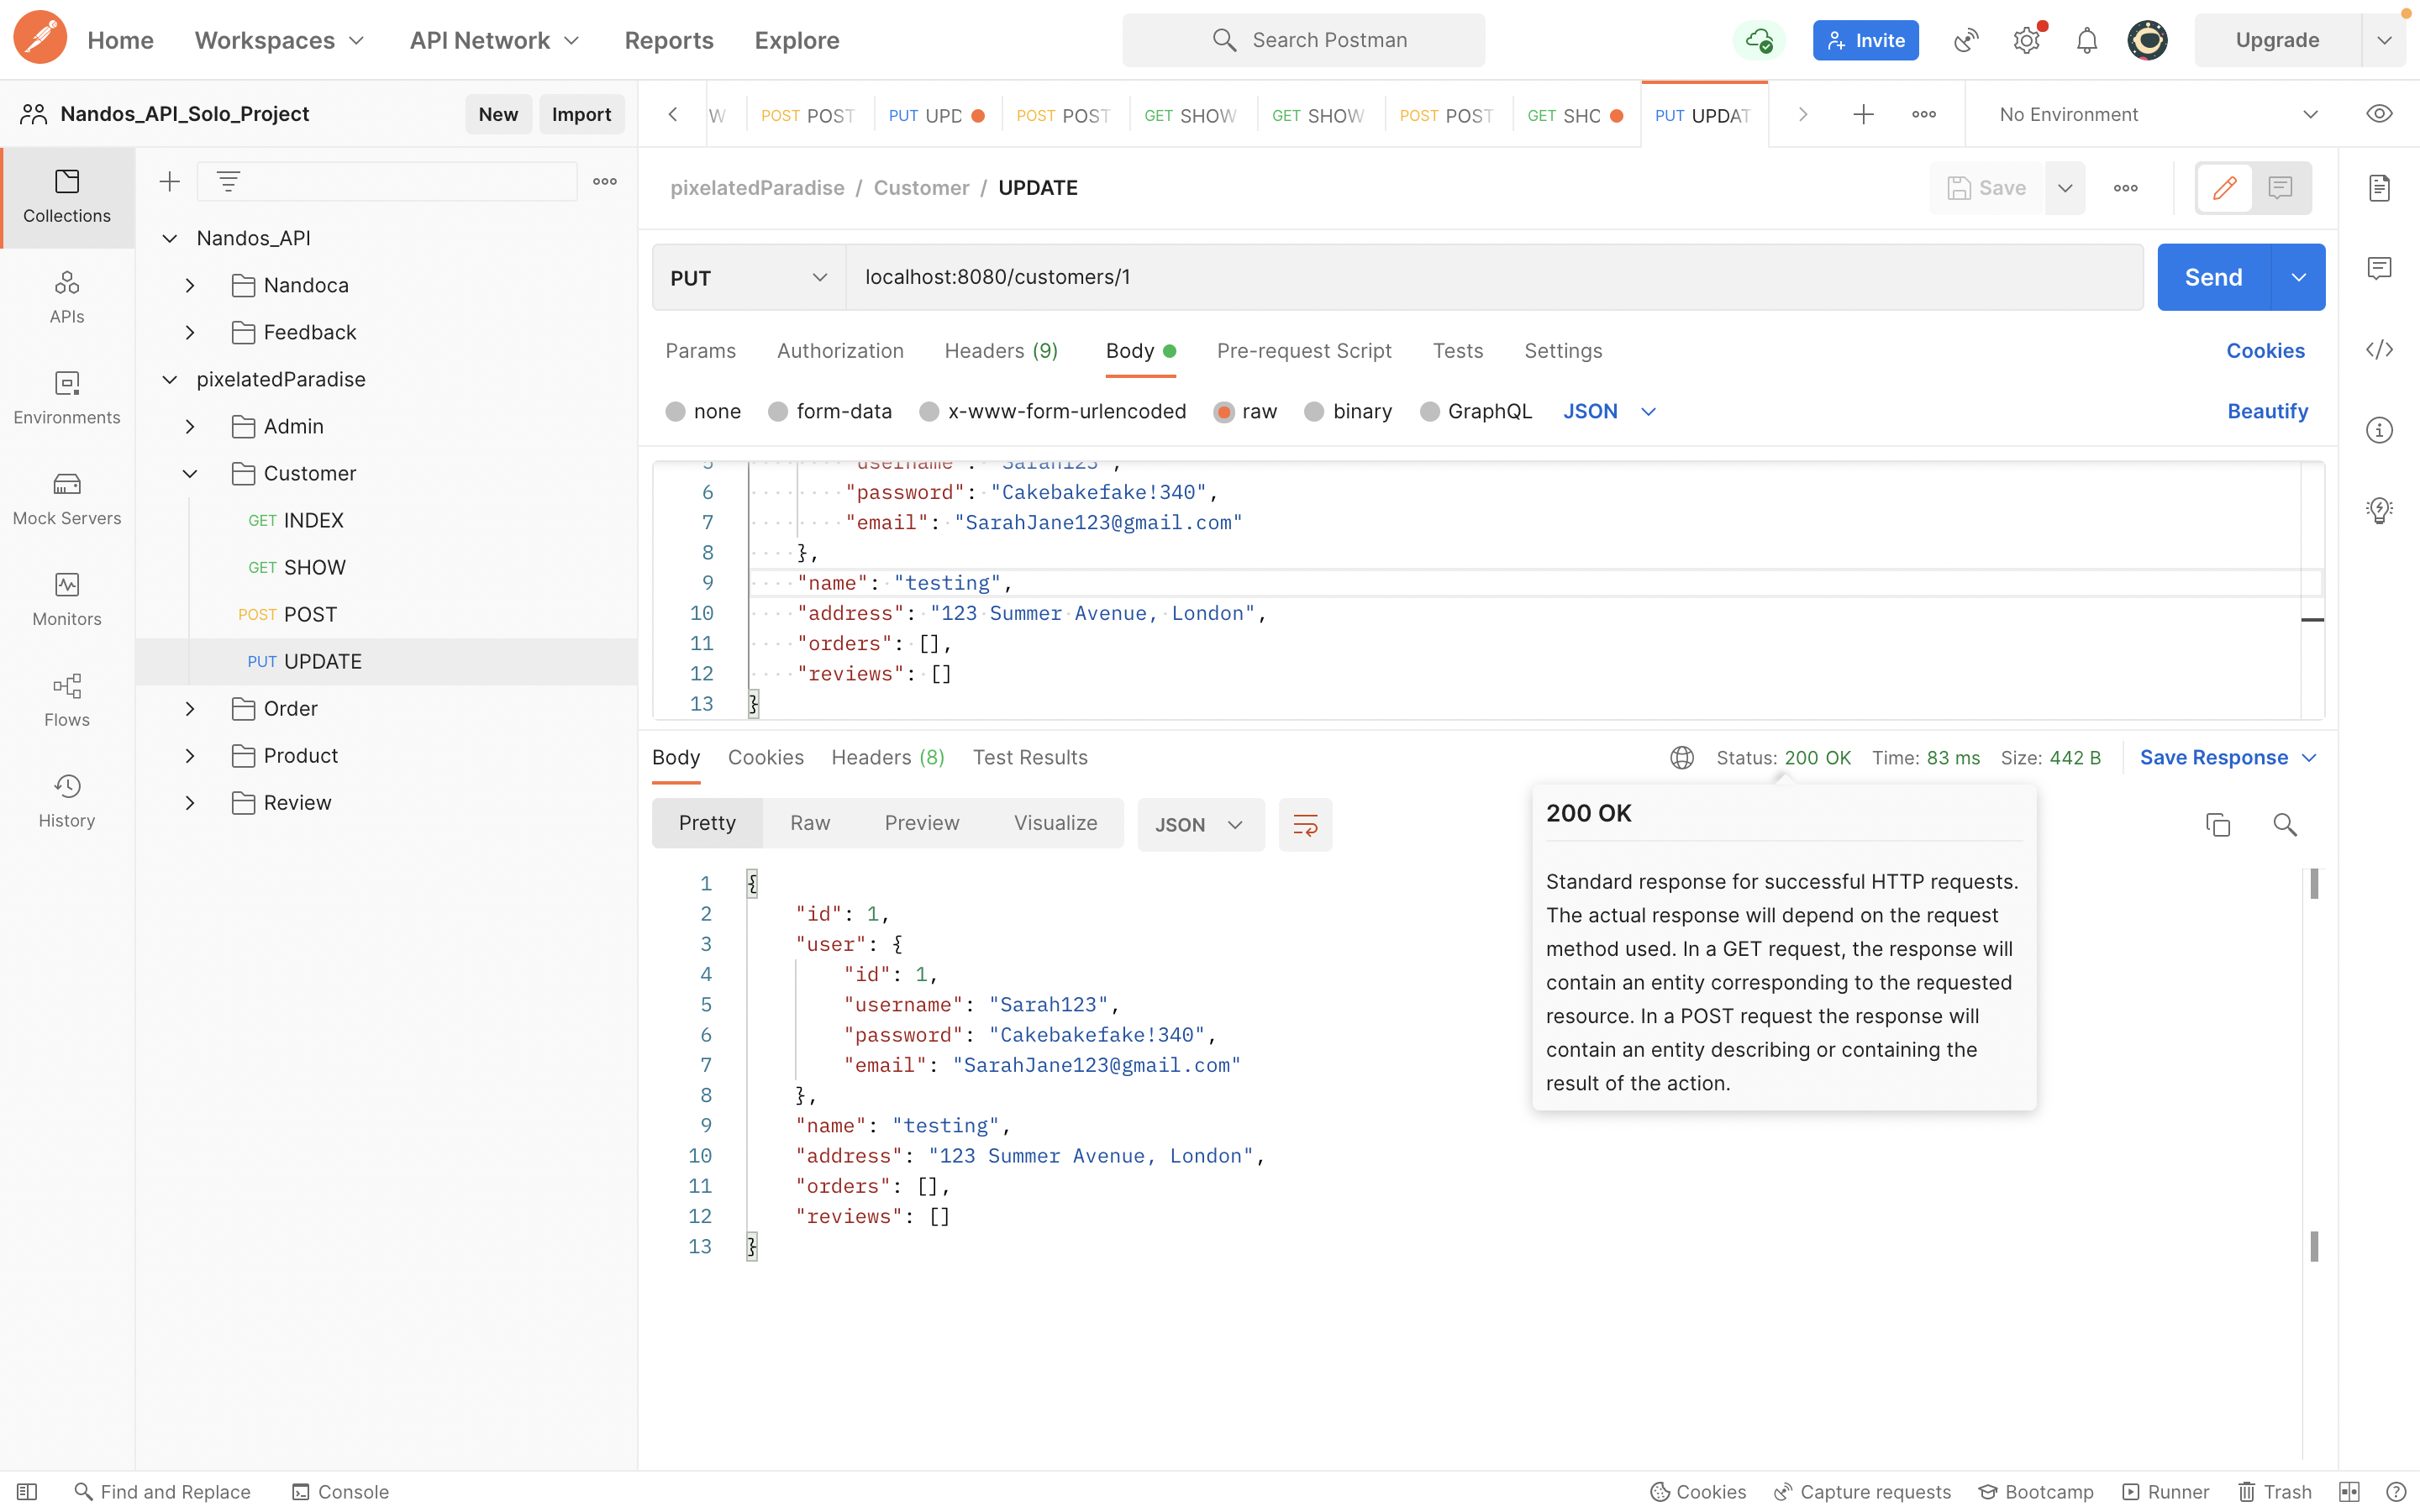 Home Workspaces API Network Reports Explore Search Postman Invite Upgrade
Nandos_API_Solo_Project New Import W POST POST PUT UPD POST POST GET SHOW GET SHOW POST POST GET SHC PUT UPDAT No Environment
Collections
APIs
Environments
Mock Servers
Monitors
Flows
History
Nandos_API
Nandoca
Feedback
pixelatedParadise
Admin
Customer
GET INDEX
GET SHOW
POST POST
PUT UPDATE
Order
Product
Review
pixelatedParadise / Customer / UPDATE Save
PUT localhost:8080/customers/1 Send
Params Authorization Headers (9) Body Pre-request Script Tests Settings Cookies
none form-data x-www-form-urlencoded raw binary GraphQL JSON Beautify
5 "username": "Sarah123",
6 "password": "Cakebakefake!340",
7 "email": "SarahJane123@gmail.com"
8 },
9 "name": "testing",
10 "address": "123 Summer Avenue, London",
11 "orders": [],
12 "reviews": []
13 }
Body Cookies Headers (8) Test Results Status: 200 OK Time: 83 ms Size: 442 B Save Response
Pretty Raw Preview Visualize JSON
1 {
2 "id": 1,
3 "user": {
4 "id": 1,
5 "username": "Sarah123",
6 "password": "Cakebakefake!340",
7 "email": "SarahJane123@gmail.com"
8 },
9 "name": "testing",
10 "address": "123 Summer Avenue, London",
11 "orders": [],
12 "reviews": []
13 }
200 OK
Standard response for successful HTTP requests.
The actual response will depend on the request
method used. In a GET request, the response will
contain an entity corresponding to the requested
resource. In a POST request the response will
contain an entity describing or containing the
result of the action.
Find and Replace Console Cookies Capture requests Bootcamp Runner Trash